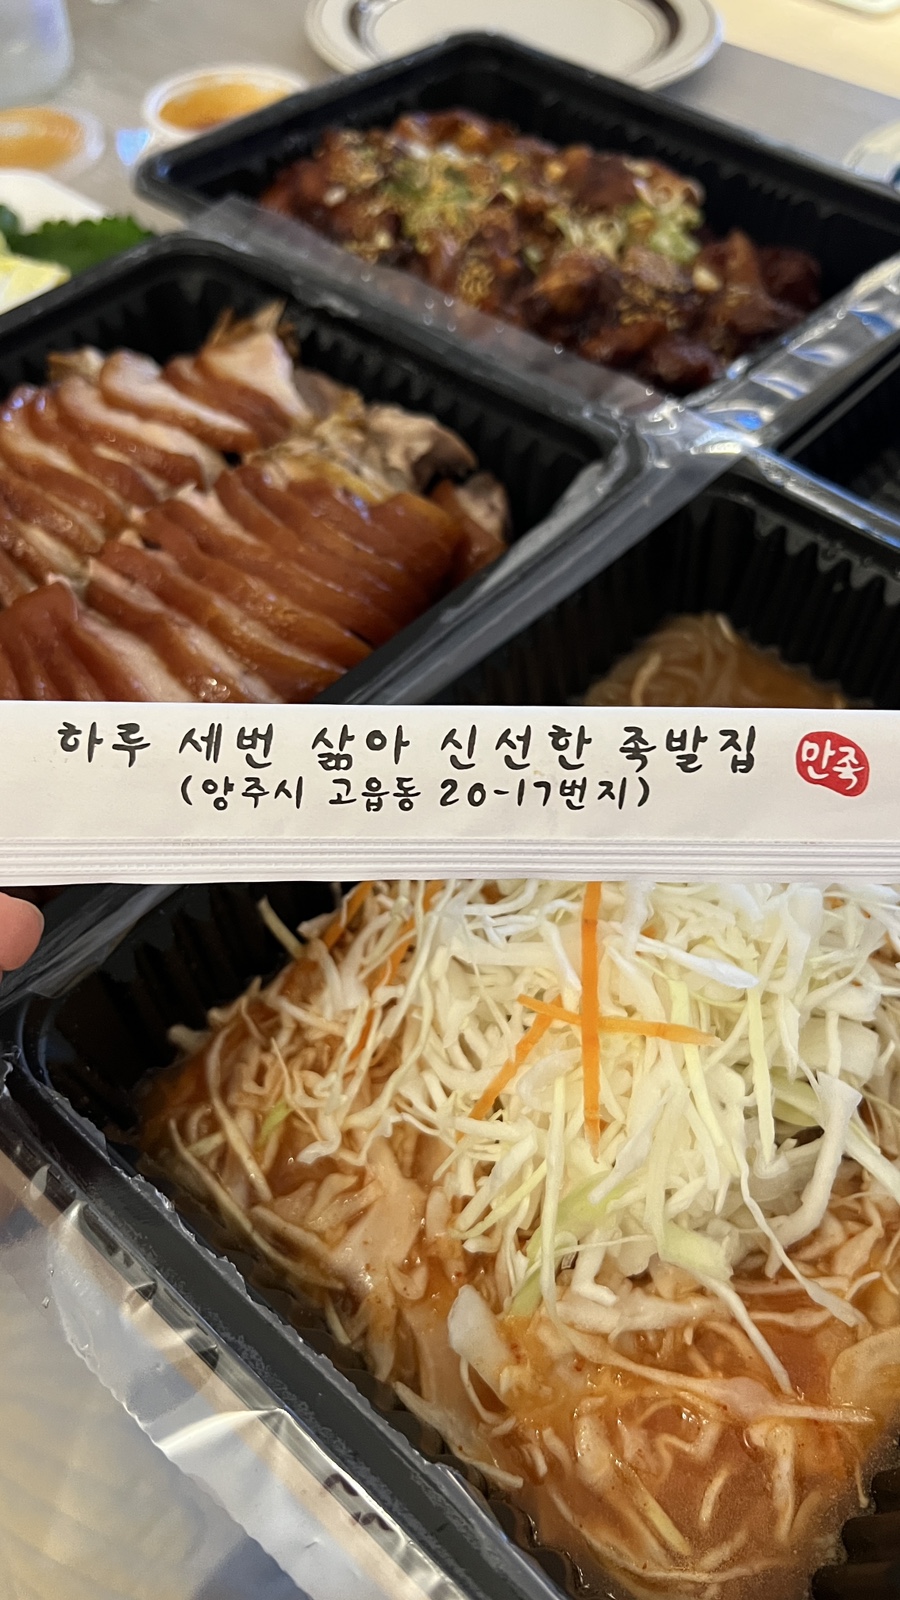 하루 세번 삶아 신선한 족발집 만족
(양주시 고읍동 20-17번지)